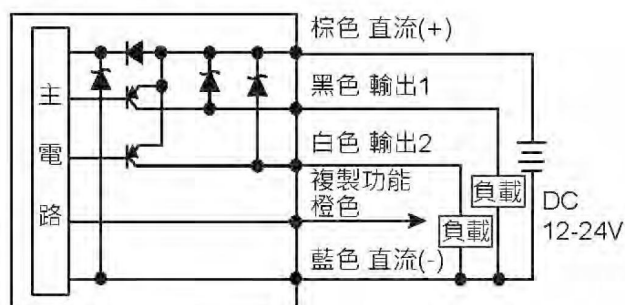 主電路
棕色 直流(+)
黑色 輸出1
白色 輸出2
複製功能
橙色
藍色 直流(-)
負載
負載
DC
12-24V